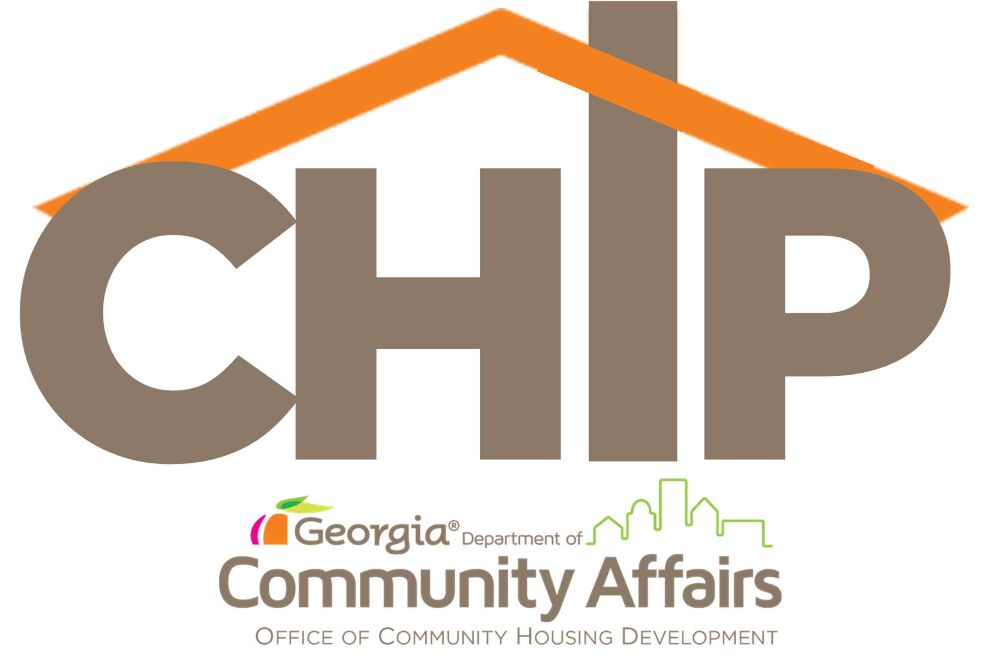 CHIP
Georgia® Department of
Community Affairs
OFFICE OF COMMUNITY HOUSING DEVELOPMENT